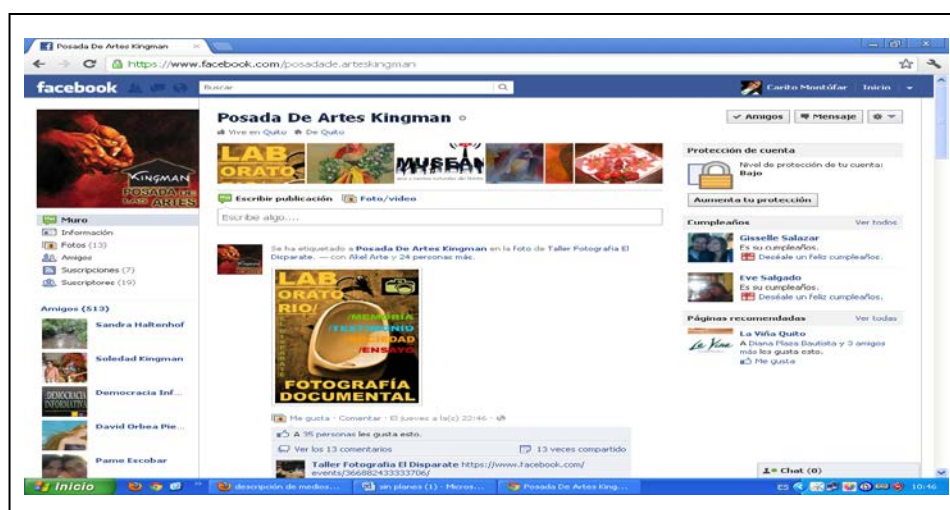 Posada De Artes Kingman
https://www.facebook.com/posadade.arteskingman
facebook
Buscar
Carito Montúfar
Inicio
KINGMAN
POSADA DE
LAS ARTES
Posada De Artes Kingman
Vive en Quito De Quito
Amigos
Mensaje
LAB
ORATO
RIO/
MUSEAN
Escribir publicación
Foto/video
Escribe algo....
Muro
Información
Fotos (13)
Amigos
Suscripciones (7)
Suscriptores (19)
Amigos (513)
Sandra Haltenhof
Soledad Kingman
DEMOCRACIA
INFORMATICA
Democracia Inf...
David Orbea Pie...
Pame Escobar
Se ha etiquetado a Posada De Artes Kingman en la foto de Taller Fotografía El
Disparate. — con Akel Arte y 24 personas más.
LAB
ORATO
RIO/
/MEMORIA
/TESTIMONIO
/ENSAYO
FOTOGRAFÍA
DOCUMENTAL
Me gusta · Comentar · El jueves a la(s) 22:46 ·
A 35 personas les gusta esto.
Ver los 13 comentarios
13 veces compartido
Taller Fotografía El Disparate https://www.facebook.com/
events/366882433333706/
Protección de cuenta
Nivel de protección de tu cuenta:
Bajo
Aumenta tu protección
Cumpleaños
Ver todos
Gisselle Salazar
Es su cumpleaños.
Deséale un feliz cumpleaños.
Eve Salgado
Es su cumpleaños.
Deséale un feliz cumpleaños.
Páginas recomendadas
Ver todas
La Viña Quito
A Diana Plaza Bautista y 3 amigos
más les gusta esto.
Me gusta
La Viña
Chat (0)
Inicio
descripción de medios...
sin planes (1) - Micros...
Posada De Artes King...
ES
10:46